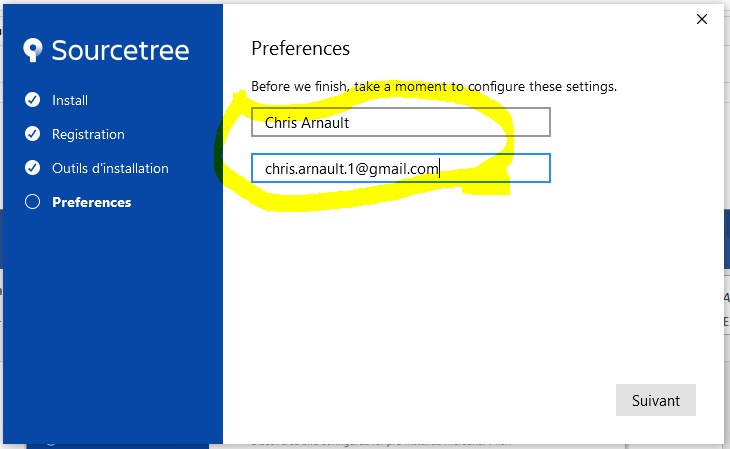 Sourcetree
Install
Registration
Outils d'installation
Preferences
Preferences
Before we finish, take a moment to configure these settings.
Chris Arnault
chris.arnault.1@gmail.com
Suivant